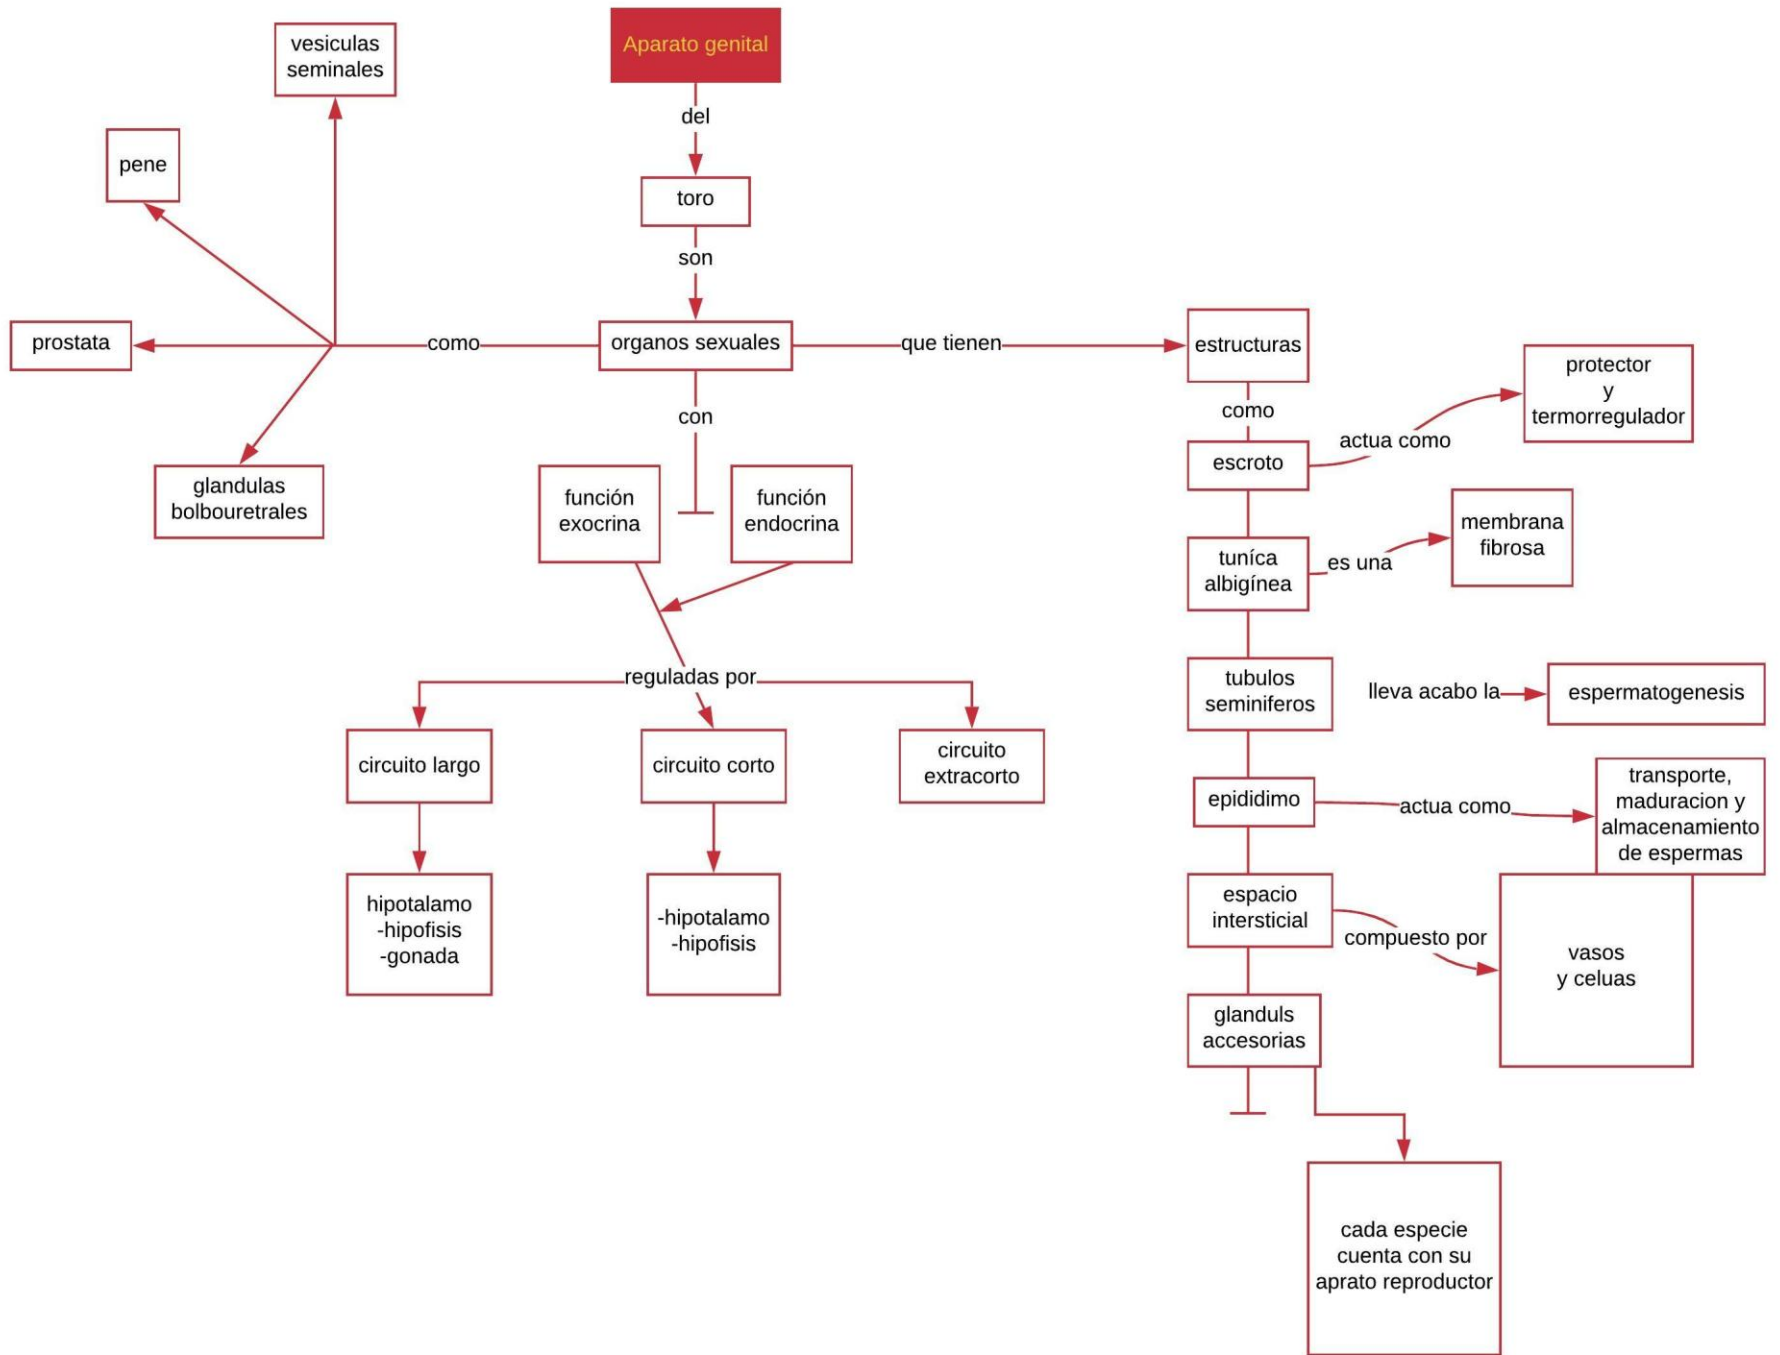 Aparato genital
del
toro
son
organos sexuales
como
vesiculas
seminales
pene
prostata
glandulas
bolbouretrales
con
función
exocrina
función
endocrina
reguladas por
circuito largo
circuito corto
circuito
extracorto
hipotalamo
-hipofisis
-gonada
-hipotalamo
-hipofisis
que tienen
estructuras
como
escroto
actua como
protector
y
termorregulador
tuníca
albigínea
es una
membrana
fibrosa
tubulos
seminiferos
lleva acabo la
espermatogenesis
epididimo
actua como
transporte,
maduracion y
almacenamiento
de espermas
espacio
intersticial
compuesto por
vasos
y celuas
glanduls
accesorias
cada especie
cuenta con su
aprato reproductor